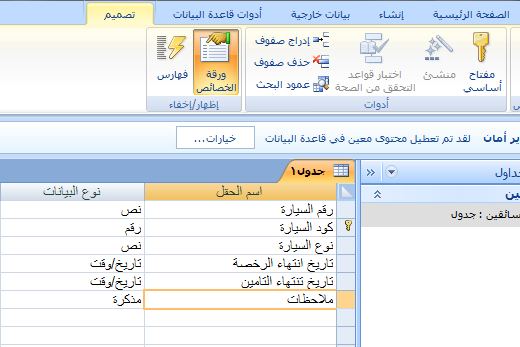 الصفحة الرئيسية إنشاء بيانات خارجية أدوات قاعدة البيانات تصميم
مفتاح أساسي
منشئ
اختبار قواعد التحقق من الصحة
إدراج صفوف
حذف صفوف
عمود البحث
ورقة الخصائص
فهارس
أدوات
إظهار/إخفاء
ير أمان لقد تم تعطيل محتوى معين في قاعدة البيانات خيارات...
جداول
ين
سائقين : جدول
جدول١
اسم الحقل نوع البيانات
رقم السيارة نص
كود السيارة رقم
نوع السيارة نص
تاريخ انتهاء الرخصة تاريخ/وقت
تاريخ تنتهاء التامين تاريخ/وقت
ملاحظات مذكرة